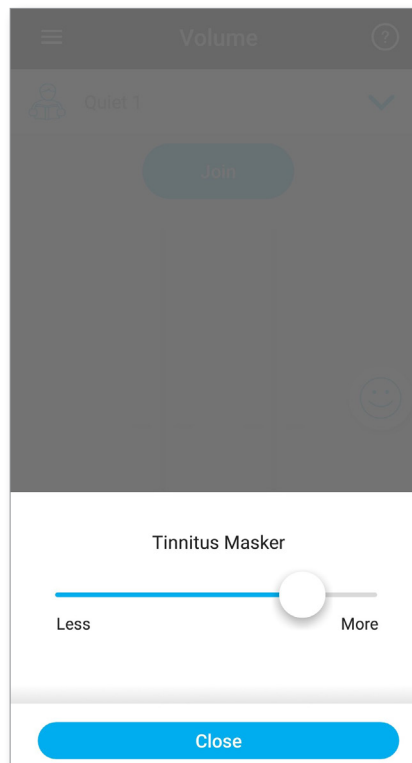 Volume
?
Quiet 1
Join
Tinnitus Masker
Less More
Close